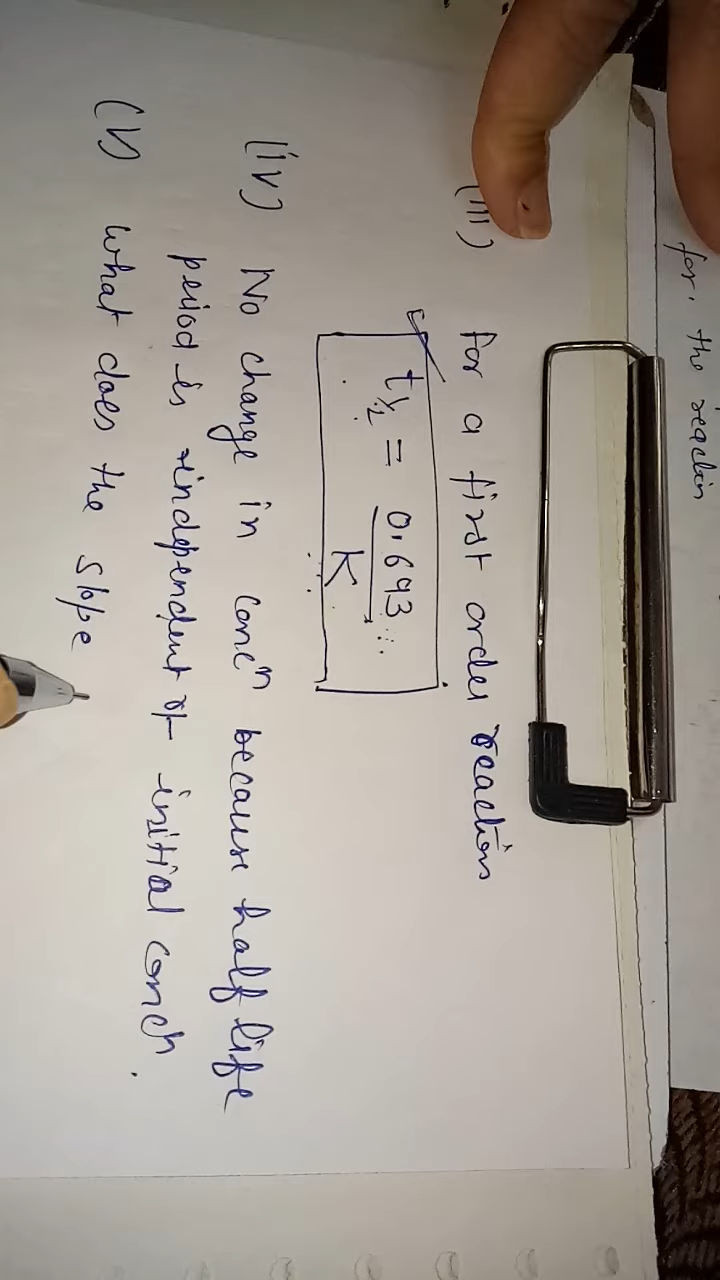 for, the reaction
(iii) for a first order reaction
t½ = 0.693 / K
(iv) No change in concn because half life
period is independent of initial concn.
(v) what does the slope